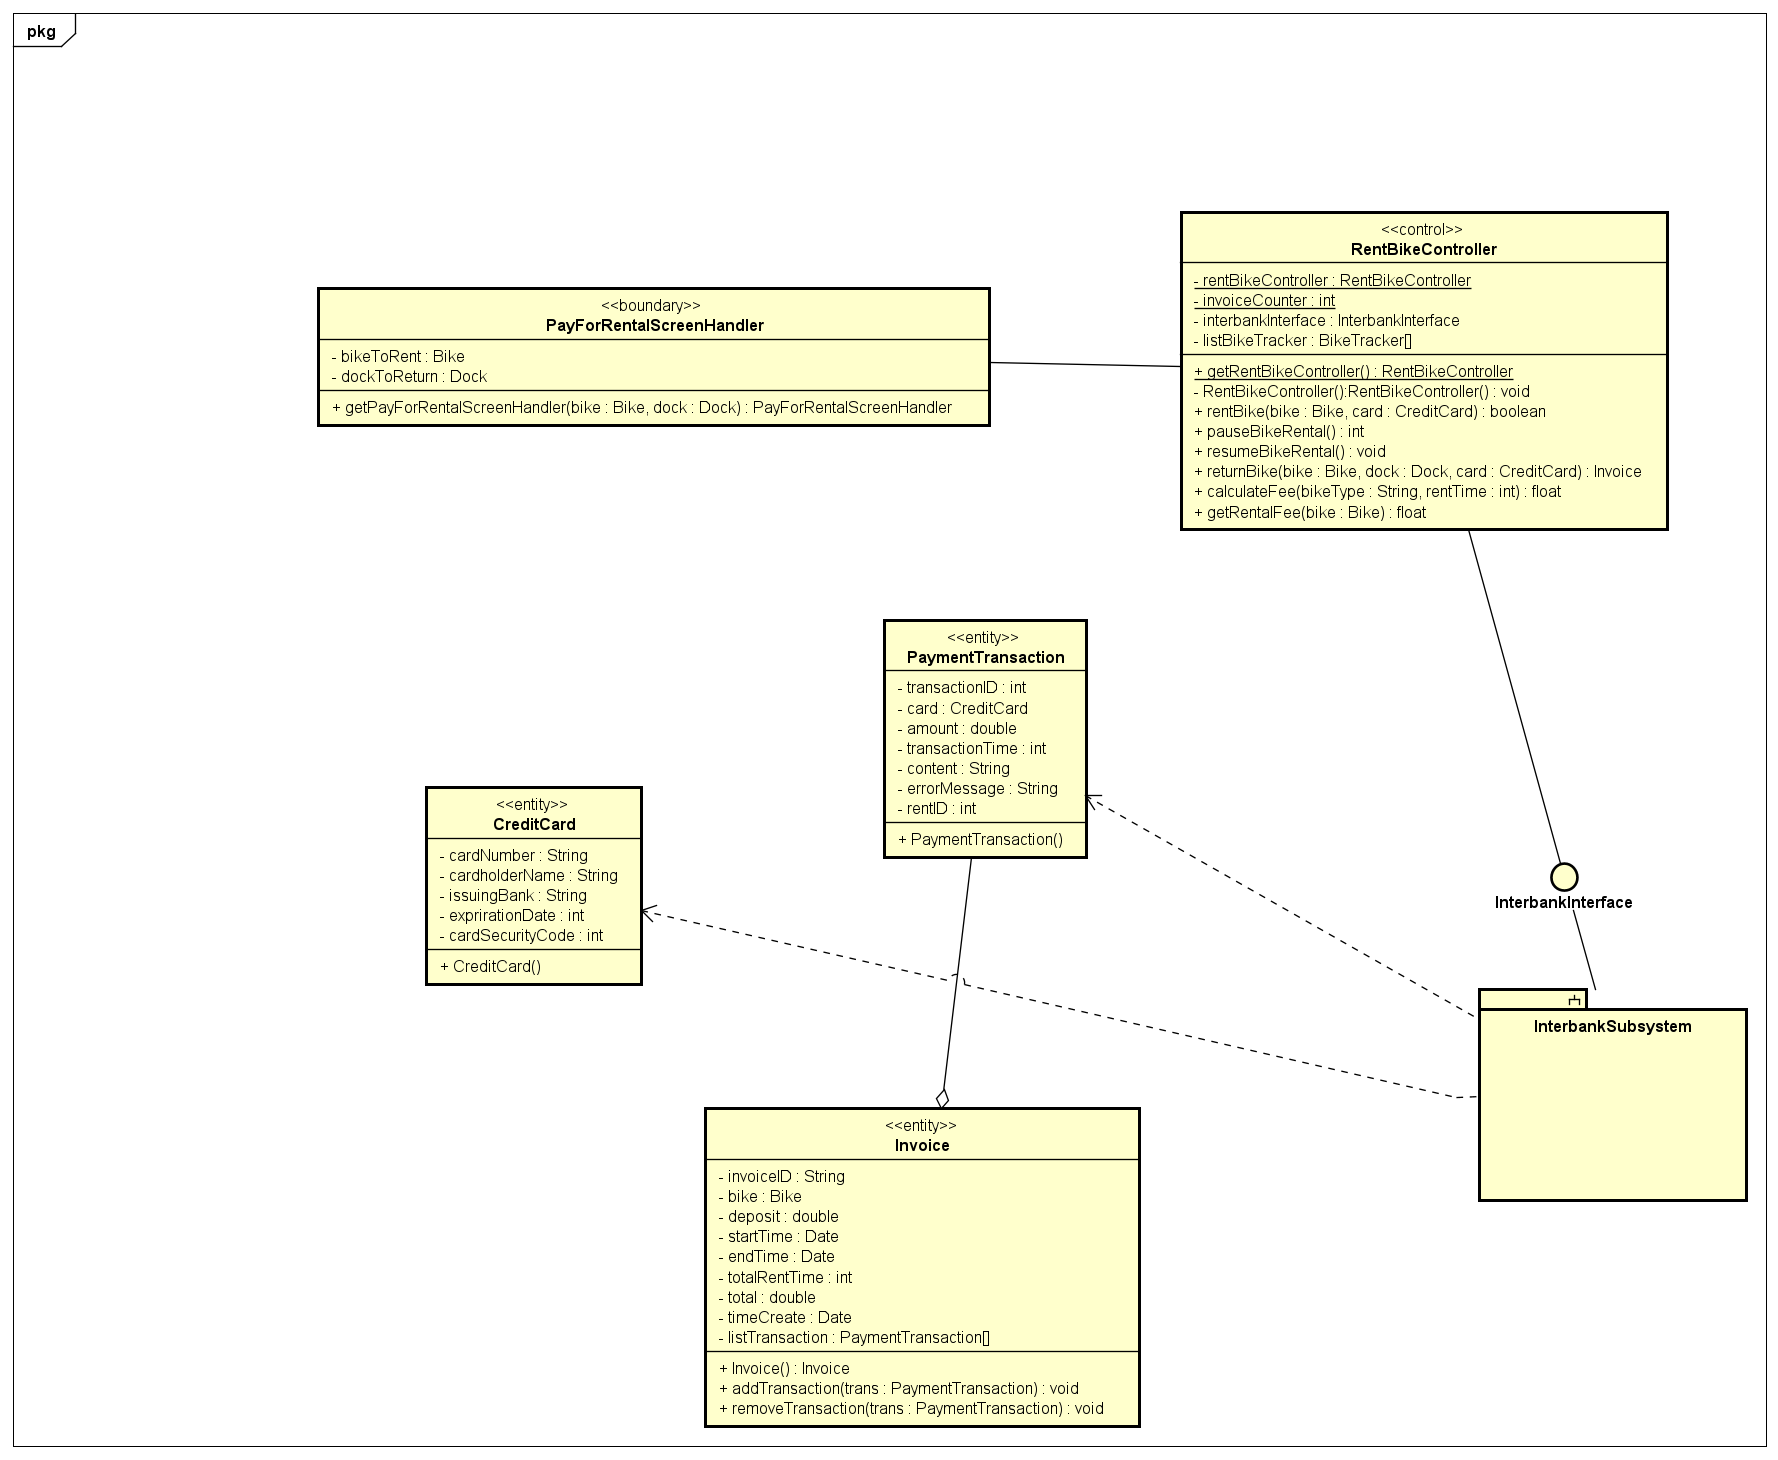 pkg
<<control>>
RentBikeController
- rentBikeController : RentBikeController
- invoiceCounter : int
- interbankInterface : InterbankInterface
- listBikeTracker : BikeTracker[]
+ getRentBikeController() : RentBikeController
- RentBikeController():RentBikeController() : void
+ rentBike(bike : Bike, card : CreditCard) : boolean
+ pauseBikeRental() : int
+ resumeBikeRental() : void
+ returnBike(bike : Bike, dock : Dock, card : CreditCard) : Invoice
+ calculateFee(bikeType : String, rentTime : int) : float
+ getRentalFee(bike : Bike) : float
<<boundary>>
PayForRentalScreenHandler
- bikeToRent : Bike
- dockToReturn : Dock
+ getPayForRentalScreenHandler(bike : Bike, dock : Dock) : PayForRentalScreenHandler
<<entity>>
PaymentTransaction
- transactionID : int
- card : CreditCard
- amount : double
- transactionTime : int
- content : String
- errorMessage : String
- rentID : int
+ PaymentTransaction()
<<entity>>
CreditCard
- cardNumber : String
- cardholderName : String
- issuingBank : String
- exprirationDate : int
- cardSecurityCode : int
+ CreditCard()
InterbankInterface
InterbankSubsystem
<<entity>>
Invoice
- invoiceID : String
- bike : Bike
- deposit : double
- startTime : Date
- endTime : Date
- totalRentTime : int
- total : double
- timeCreate : Date
- listTransaction : PaymentTransaction[]
+ Invoice() : Invoice
+ addTransaction(trans : PaymentTransaction) : void
+ removeTransaction(trans : PaymentTransaction) : void